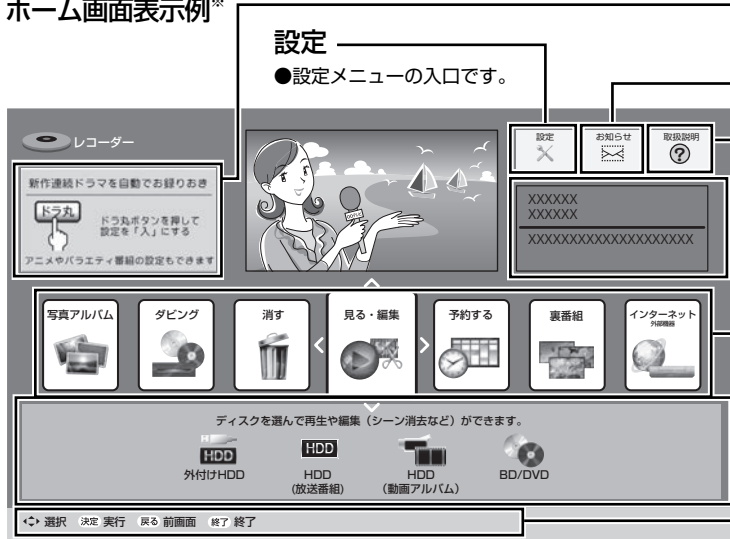 ホーム画面表示例※
設定
●設定メニューの入口です。
レコーダー
設定
お知らせ
取扱説明
新作連続ドラマを自動でお録りおき
ドラ丸
ドラ丸ボタンを押して
設定を「入」にする
アニメやバラエティ番組の設定もできます
XXXXXX
XXXXXX
XXXXXXXXXXXXXXXXXXXX
写真アルバム
ダビング
消す
見る・編集
予約する
裏番組
インターネット
外部機器
ディスクを選んで再生や編集（シーン消去など）ができます。
HDD
HDD
外付けHDD
HDD
(放送番組)
HDD
(動画アルバム)
BD/DVD
選択 決定 実行 戻る 前画面 終了 終了